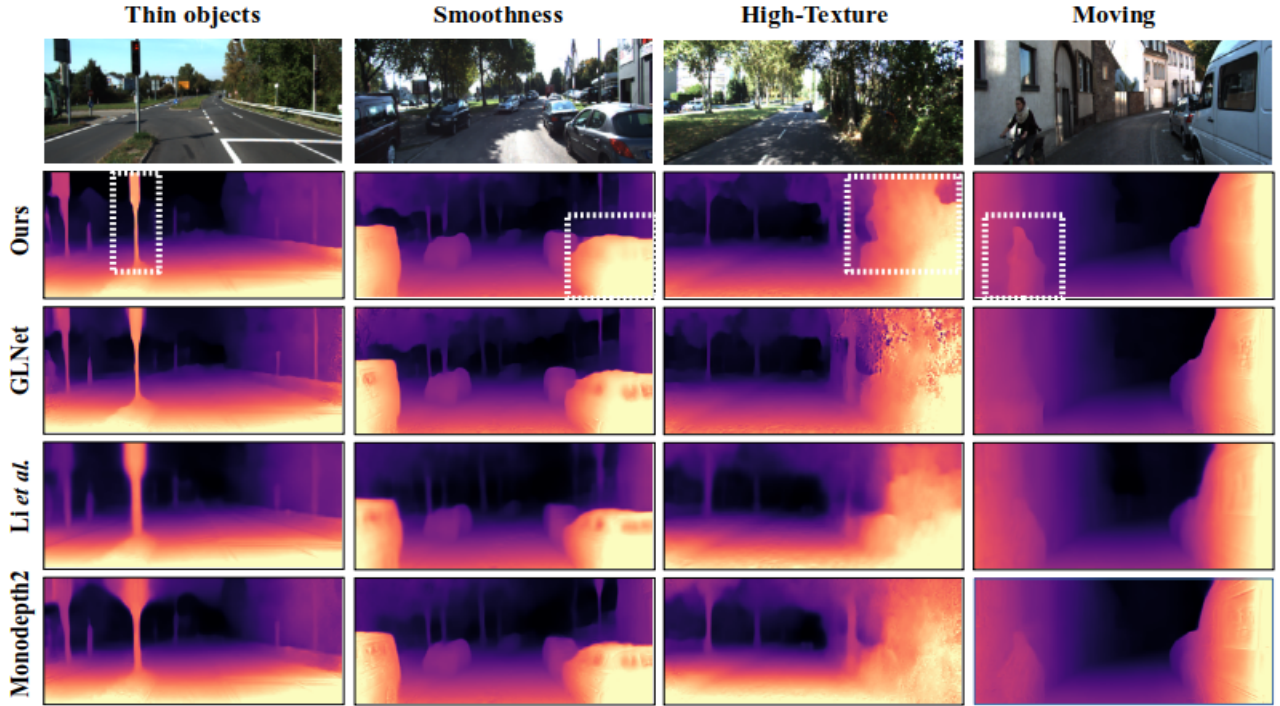 Thin objects Smoothness High-Texture Moving
Ours
GLNet
Li et al.
Monodepth2